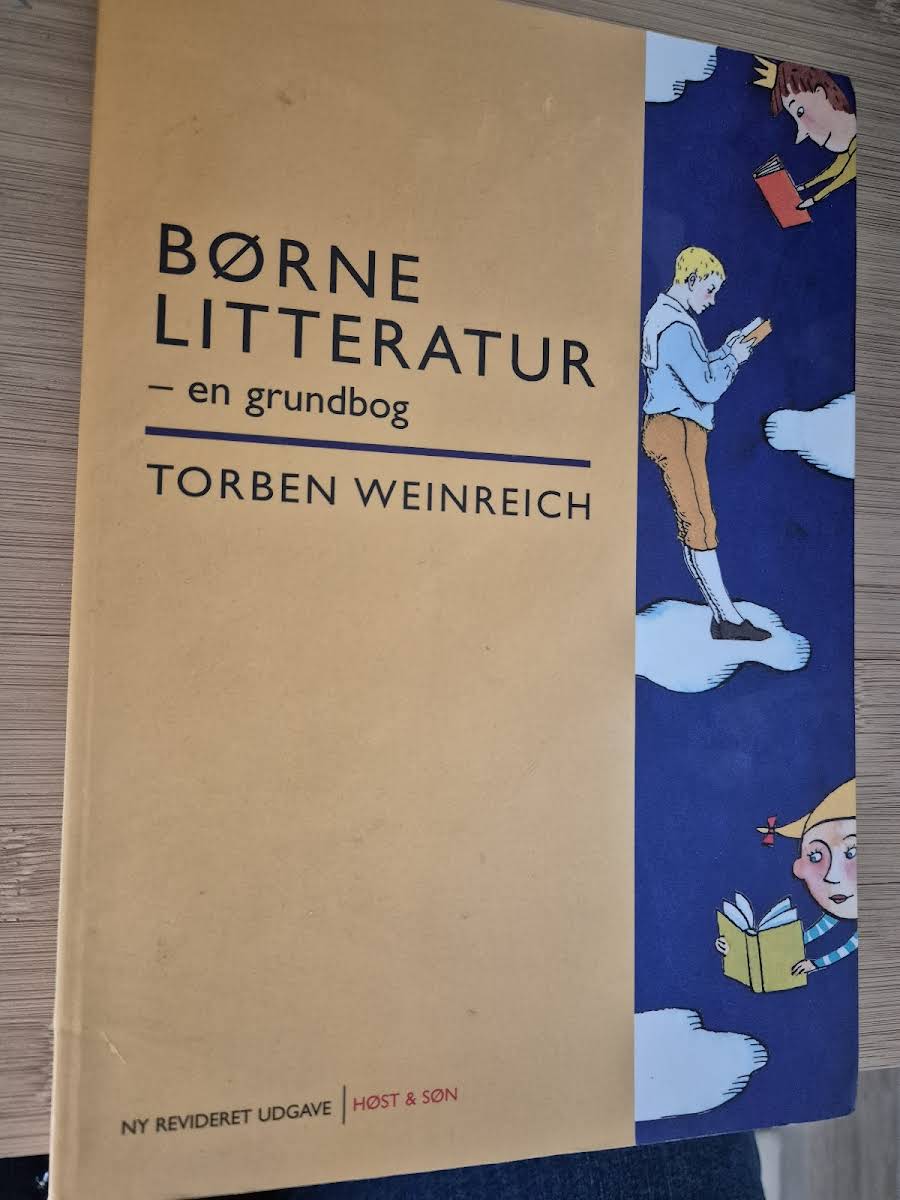 BØRNE
LITTERATUR
– en grundbog
TORBEN WEINREICH
NY REVIDERET UDGAVE | HØST & SØN